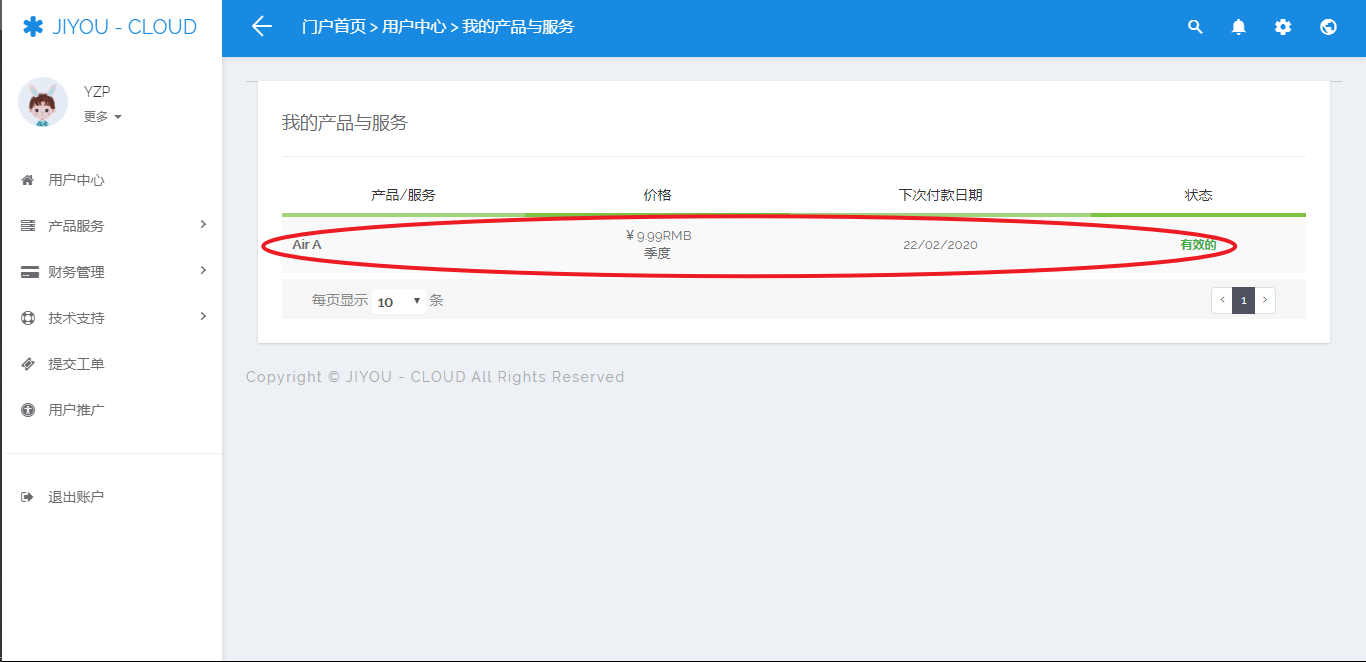 JIYOU - CLOUD
门户首页 > 用户中心 > 我的产品与服务
YZP
更多
用户中心
产品服务
财务管理
技术支持
提交工单
用户推广
退出账户
我的产品与服务
产品/服务 价格 下次付款日期 状态
Air A ¥ 9.99RMB 22/02/2020 有效的
季度
每页显示 10 条 1
Copyright © JIYOU - CLOUD All Rights Reserved